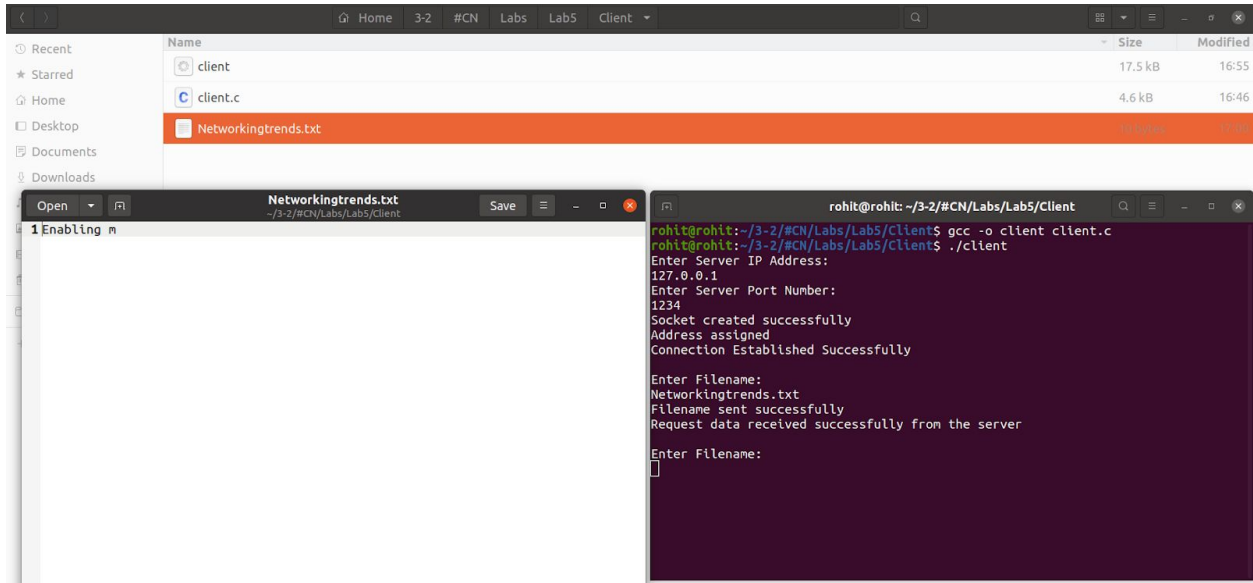 Home 3-2 #CN Labs Lab5 Client
Recent
Starred
Home
Desktop
Documents
Downloads
Name Size Modified
client 17.5 kB 16:55
client.c 4.6 kB 16:46
Networkingtrends.txt 10 bytes
Open Networkingtrends.txt Save
~/3-2/#CN/Labs/Lab5/Client
1 Enabling m
rohit@rohit: ~/3-2/#CN/Labs/Lab5/Client
rohit@rohit:~/3-2/#CN/Labs/Lab5/Client$ gcc -o client client.c
rohit@rohit:~/3-2/#CN/Labs/Lab5/Client$ ./client
Enter Server IP Address:
127.0.0.1
Enter Server Port Number:
1234
Socket created successfully
Address assigned
Connection Established Successfully
Enter Filename:
Networkingtrends.txt
Filename sent successfully
Request data received successfully from the server
Enter Filename: